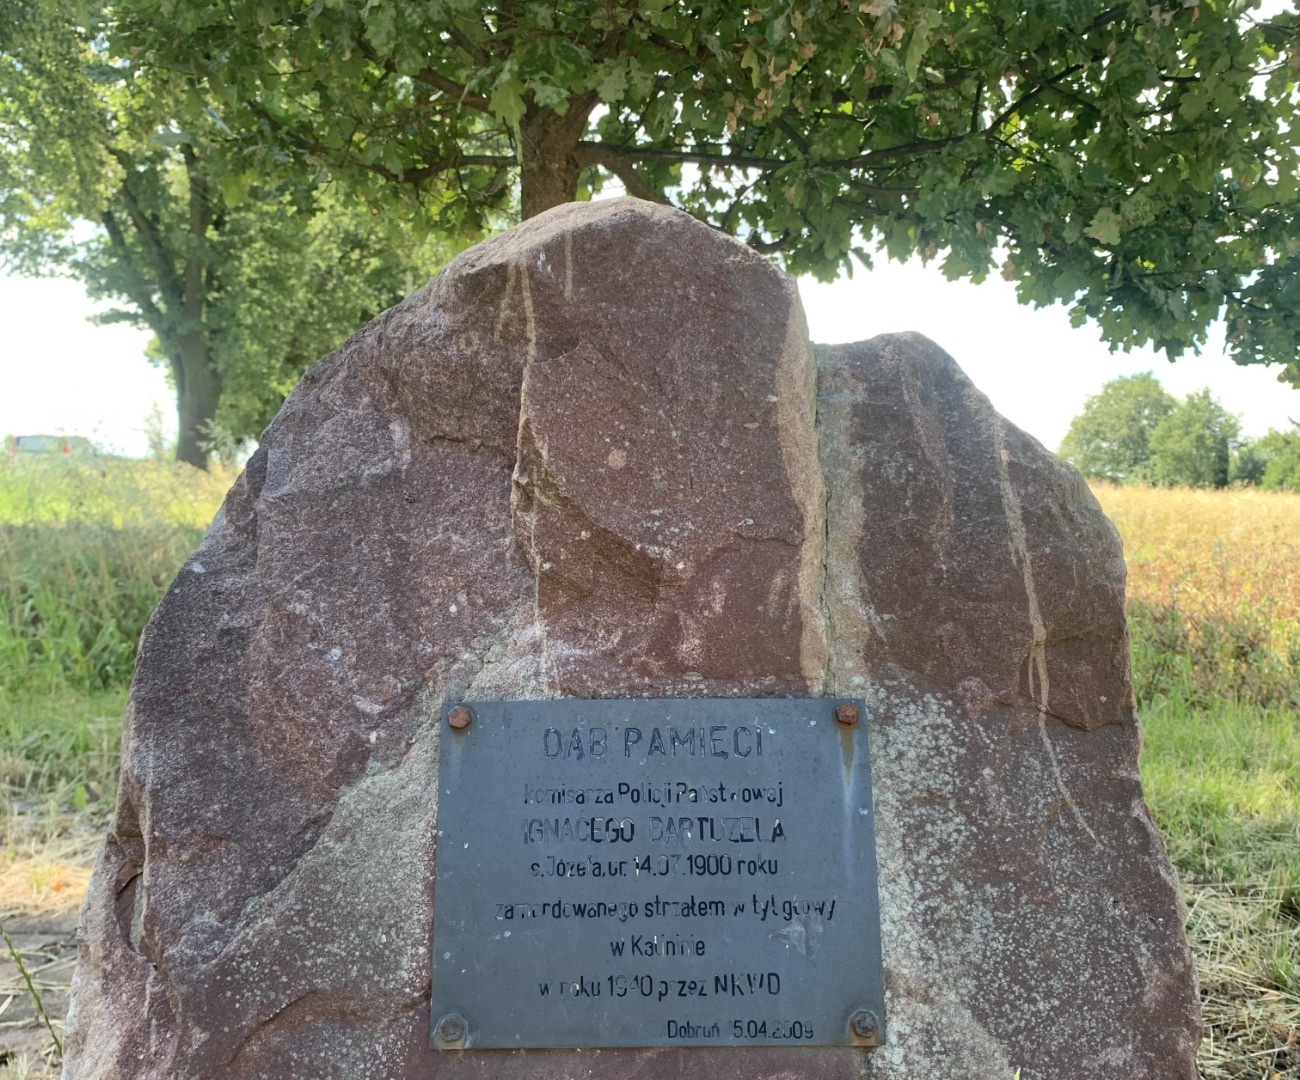 DĄB PAMIĘCI
komisarza Policji Państwowej
IGNACEGO BARTUZELA
s. Józefa, ur. 14.07.1900 roku
zamordowanego strzałem w tył głowy
w Kalininie
w roku 1940 przez NKWD
Dobroń 15.04.2009